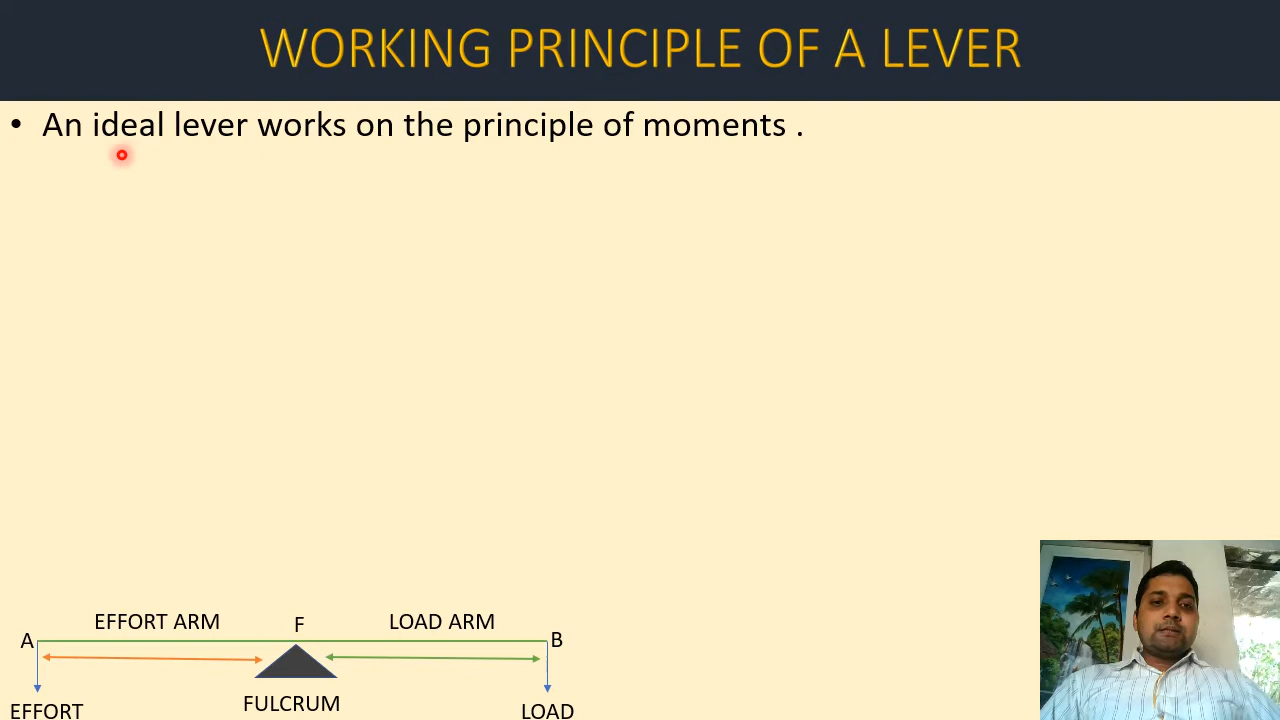 WORKING PRINCIPLE OF A LEVER
• An ideal lever works on the principle of moments .
EFFORT ARM F LOAD ARM
A B
FULCRUM
EFFORT LOAD